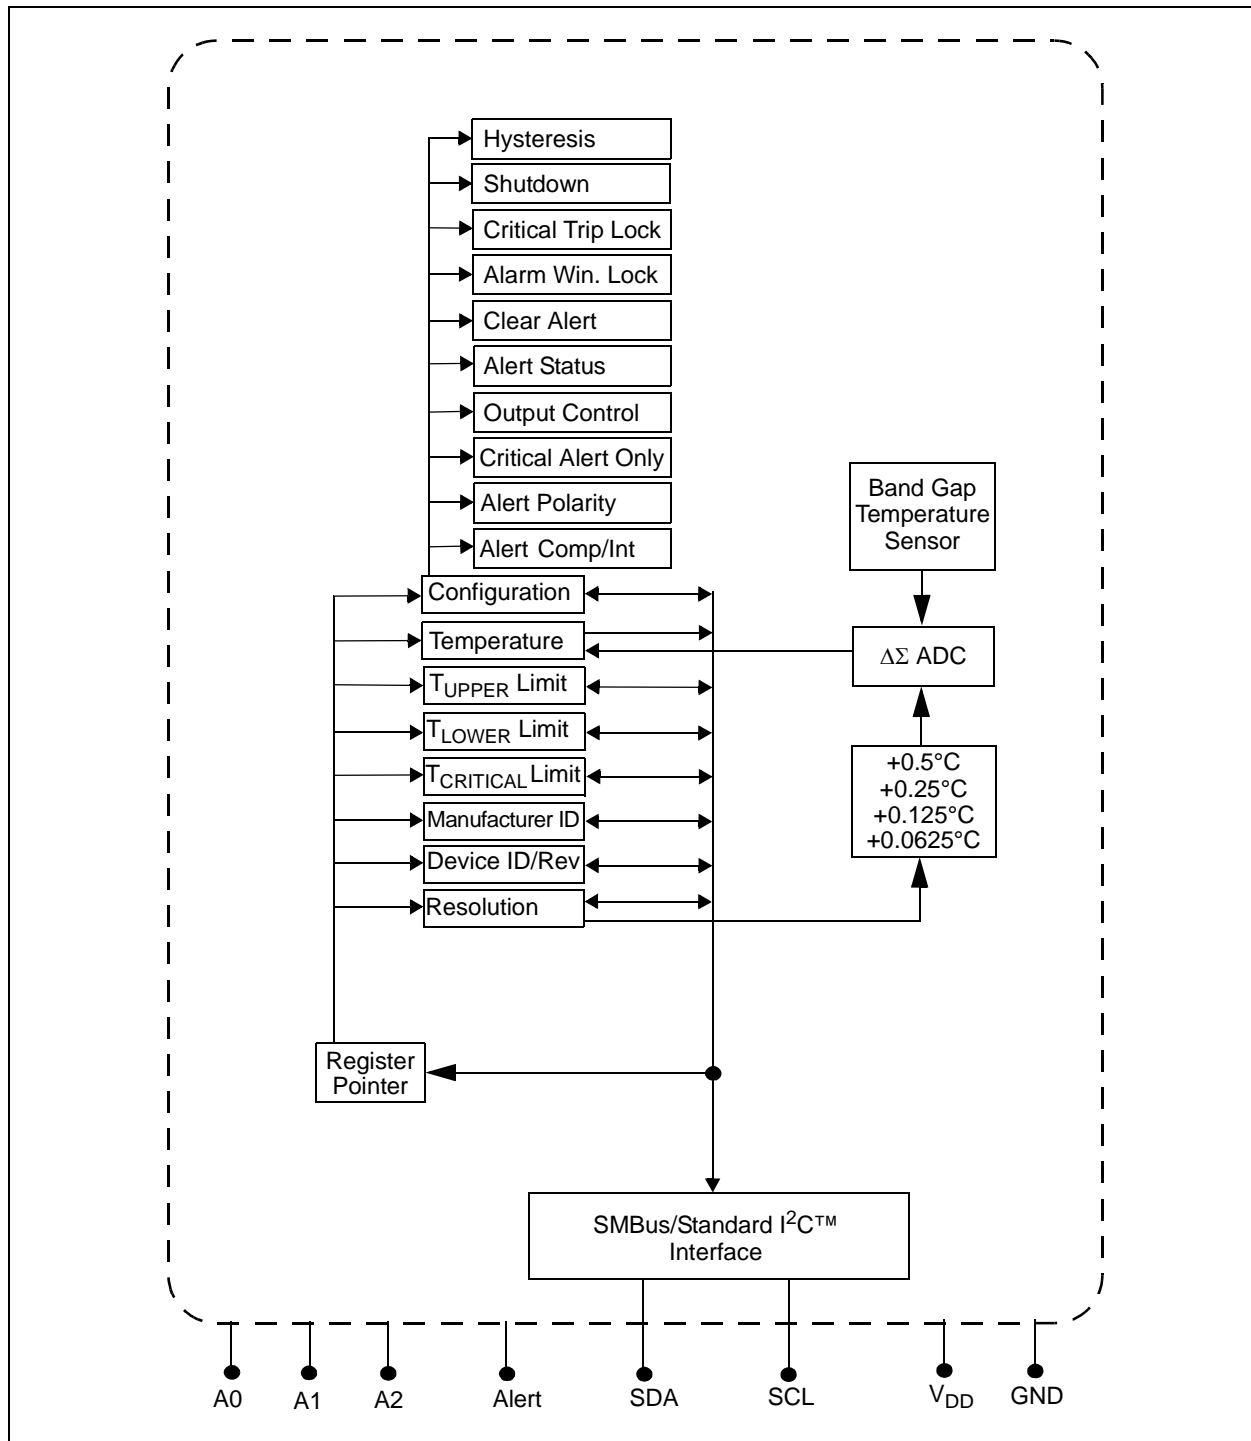 Hysteresis
Shutdown
Critical Trip Lock
Alarm Win. Lock
Clear Alert
Alert Status
Output Control
Critical Alert Only
Alert Polarity
Alert Comp/Int
Configuration
Temperature
TUPPER Limit
TLOWER Limit
TCRITICAL Limit
Manufacturer ID
Device ID/Rev
Resolution
Band Gap
Temperature
Sensor
ΔΣ ADC
+0.5°C
+0.25°C
+0.125°C
+0.0625°C
Register
Pointer
SMBus/Standard I²C™
Interface
A0
A1
A2
Alert
SDA
SCL
VDD
GND